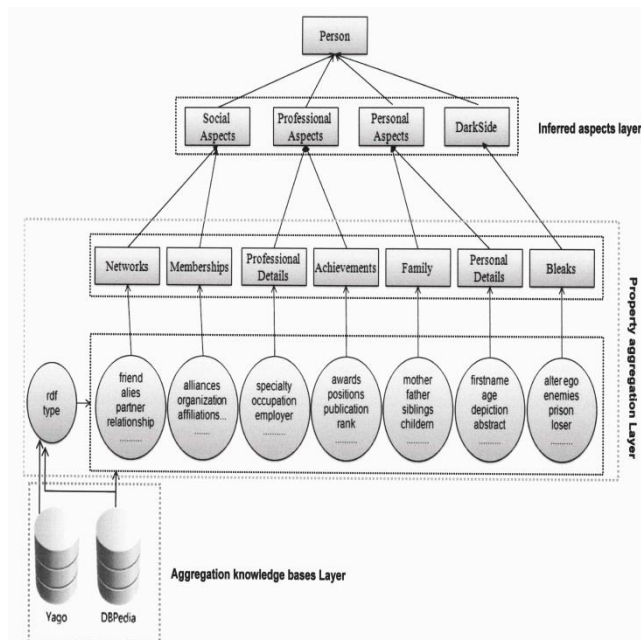 Person
Social
Aspects
Professional
Aspects
Personal
Aspects
DarkSide
Inferred aspects layer
Networks
Memberships
Professional
Details
Achievements
Family
Personal
Details
Bleaks
Property aggregation Layer
rdf
type
friend
alies
partner
relationship
..........
alliances
organization
affiliations...
........
specialty
occupation
employer
..........
awards
positions
publication
rank
..........
mother
father
siblings
childern
..........
firstname
age
depiction
abstract
..........
alter ego
enemies
prison
loser
..........
Yago
DBPedia
Aggregation knowledge bases Layer